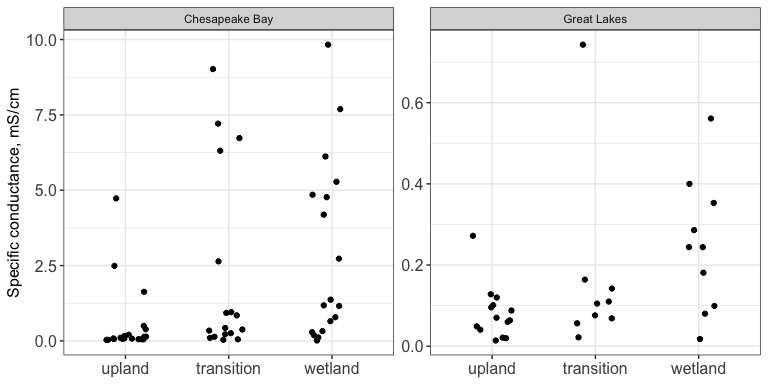 Chesapeake Bay
Great Lakes
Specific conductance, mS/cm
10.0
7.5
5.0
2.5
0.0
0.6
0.4
0.2
0.0
upland transition wetland
upland transition wetland